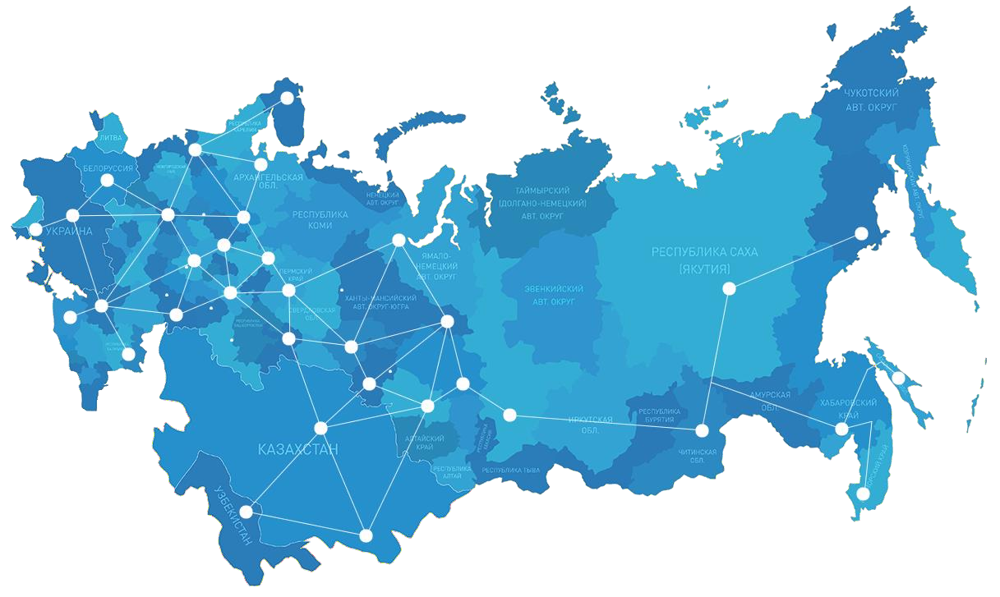 ЧУКОТСКИЙ
АВТ. ОКРУГ
РЕСПУБЛИКА
КАРЕЛИЯ
ЛИТВА
БЕЛОРУССИЯ
АРХАНГЕЛЬСКАЯ
ОБЛ.
НЕНЕЦКИЙ
АВТ. ОКРУГ
ТАЙМЫРСКИЙ
(ДОЛГАНО-НЕМЕЦКИЙ)
АВТ. ОКРУГ
РЕСПУБЛИКА
КОМИ
УКРАИНА
РЕСПУБЛИКА САХА
(ЯКУТИЯ)
ЯМАЛО-
НЕМЕЦКИЙ
АВТ. ОКРУГ
ПЕРМСКИЙ
КРАЙ
ЭВЕНКИЙСКИЙ
АВТ. ОКРУГ
ХАНТЫ-МАНСИЙСКИЙ
АВТ. ОКРУГ-ЮГРА
СВЕРДЛОВСКАЯ
ОБЛ.
АМУРСКАЯ
ОБЛ.
ХАБАРОВСКИЙ
КРАЙ
РЕСПУБЛИКА
БУРЯТИЯ
ИРКУТСКАЯ
ОБЛ.
КАЗАХСТАН
АЛТАЙСКИЙ
КРАЙ
ЧИТИНСКАЯ
ОБЛ.
РЕСПУБЛИКА
АЛТАЙ
РЕСПУБЛИКА ТЫВА
УЗБЕКИСТАН